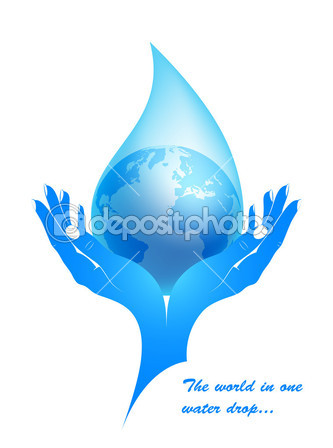 depositphotos
The world in one
water drop...